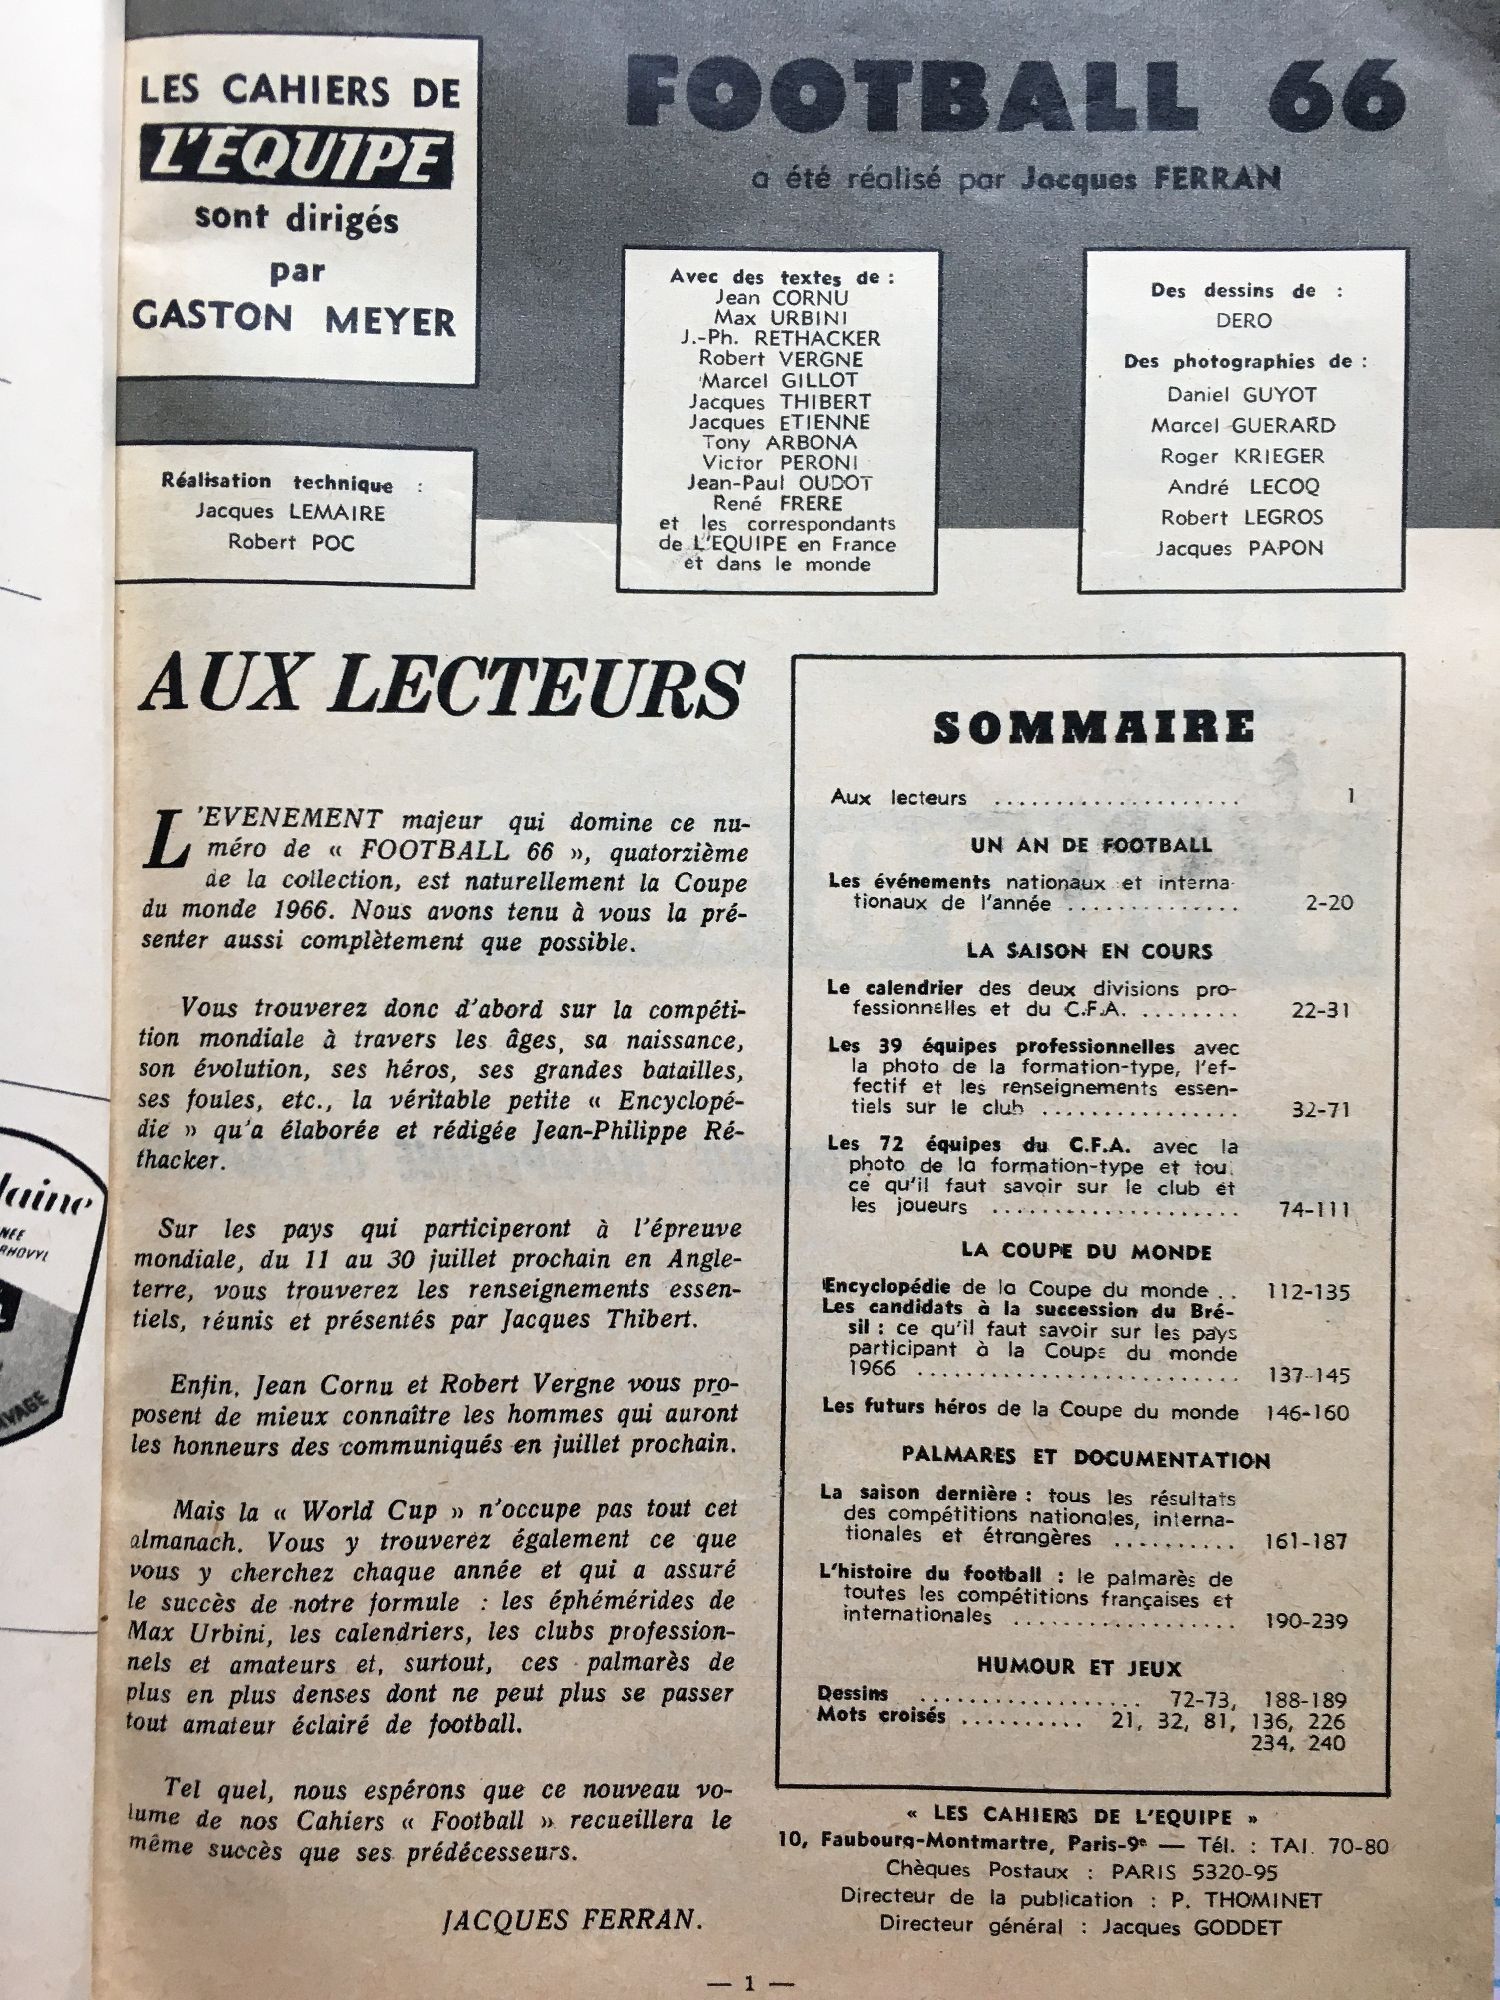 LES CAHIERS DE
L'EQUIPE
sont dirigés
par
GASTON MEYER
Réalisation technique :
Jacques LEMAIRE
Robert POC
FOOTBALL 66
a été réalisé par Jacques FERRAN
Avec des textes de :
Jean CORNU
Max URBINI
J.-Ph. RETHACKER
Robert VERGNE
Marcel GILLOT
Jacques THIBERT
Jacques ETIENNE
Tony ARBONA
Victor PERONI
Jean-Paul OUDOT
René FRERE
et les correspondants
de L'EQUIPE en France
et dans le monde
Des dessins de :
DERO
Des photographies de :
Daniel GUYOT
Marcel GUERARD
Roger KRIEGER
André LECOQ
Robert LEGROS
Jacques PAPON
AUX LECTEURS
L'EVENEMENT majeur qui domine ce nu-
méro de « FOOTBALL 66 », quatorzième
de la collection, est naturellement la Coupe
du monde 1966. Nous avons tenu à vous la pré-
senter aussi complètement que possible.
Vous trouverez donc d'abord sur la compéti-
tion mondiale à travers les âges, sa naissance,
son évolution, ses héros, ses grandes batailles,
ses foules, etc., la véritable petite « Encyclopé-
die » qu'a élaborée et rédigée Jean-Philippe Ré-
thacker.
Sur les pays qui participeront à l'épreuve
mondiale, du 11 au 30 juillet prochain en Angle-
terre, vous trouverez les renseignements essen-
tiels, réunis et présentés par Jacques Thibert.
Enfin, Jean Cornu et Robert Vergne vous pro-
posent de mieux connaître les hommes qui auront
les honneurs des communiqués en juillet prochain.
Mais la « World Cup » n'occupe pas tout cet
almanach. Vous y trouverez également ce que
vous y cherchez chaque année et qui a assuré
le succès de notre formule : les éphémérides de
Max Urbini, les calendriers, les clubs profession-
nels et amateurs et, surtout, ces palmarès de
plus en plus denses dont ne peut plus se passer
tout amateur éclairé de football.
Tel quel, nous espérons que ce nouveau vo-
lume de nos Cahiers « Football » recueillera le
même succès que ses prédécesseurs.
JACQUES FERRAN.
SOMMAIRE
Aux lecteurs .................... 1
UN AN DE FOOTBALL
Les événements nationaux et interna-
tionaux de l'année .............. 2-20
LA SAISON EN COURS
Le calendrier des deux divisions pro-
fessionnelles et du C.F.A. ........ 22-31
Les 39 équipes professionnelles avec
la photo de la formation-type, l'ef-
fectif et les renseignements essen-
tiels sur le club ................ 32-71
Les 72 équipes du C.F.A. avec la
photo de la formation-type et tou.
ce qu'il faut savoir sur le club et
les joueurs .................... 74-111
LA COUPE DU MONDE
Encyclopédie de la Coupe du monde .. 112-135
Les candidats à la succession du Bré-
sil : ce qu'il faut savoir sur les pays
participant à la Coupe du monde
1966 .......................... 137-145
Les futurs héros de la Coupe du monde 146-160
PALMARES ET DOCUMENTATION
La saison dernière : tous les résultats
des compétitions nationales, interna-
tionales et étrangères .......... 161-187
L'histoire du football : le palmarès de
toutes les compétitions françaises et
internationales .................. 190-239
HUMOUR ET JEUX
Dessins .................. 72-73, 188-189
Mots croisés .......... 21, 32, 81, 136, 226
234, 240
« LES CAHIERS DE L'EQUIPE »
10, Faubourg-Montmartre, Paris-9e — Tél. : TAI. 70-80
Chèques Postaux : PARIS 5320-95
Directeur de la publication : P. THOMINET
Directeur général : Jacques GODDET
— 1 —